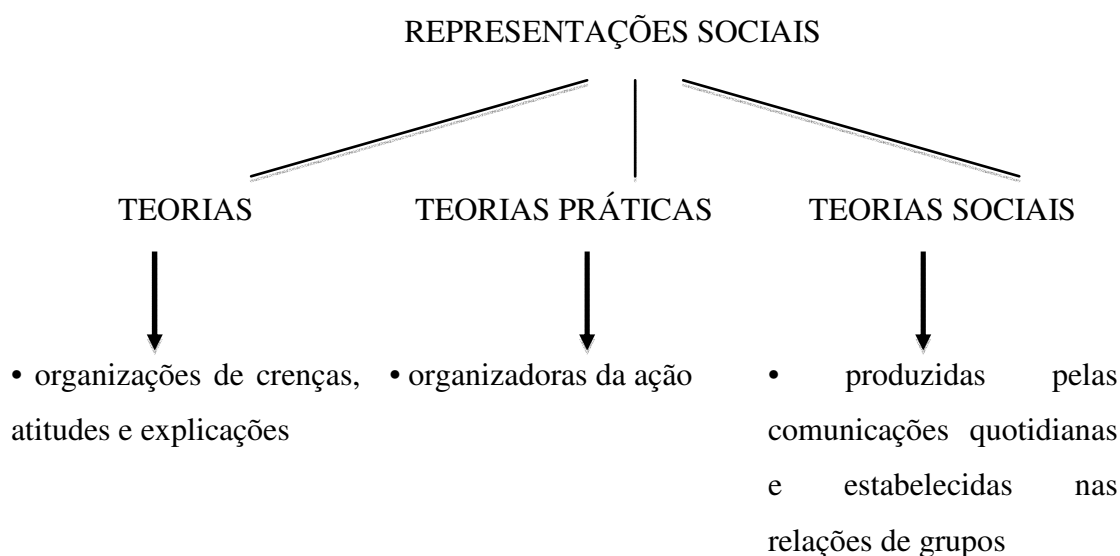 REPRESENTAÇÕES SOCIAIS
TEORIAS
TEORIAS PRÁTICAS
TEORIAS SOCIAIS
• organizações de crenças,
atitudes e explicações
• organizadoras da ação
• produzidas pelas
comunicações quotidianas
e estabelecidas nas
relações de grupos